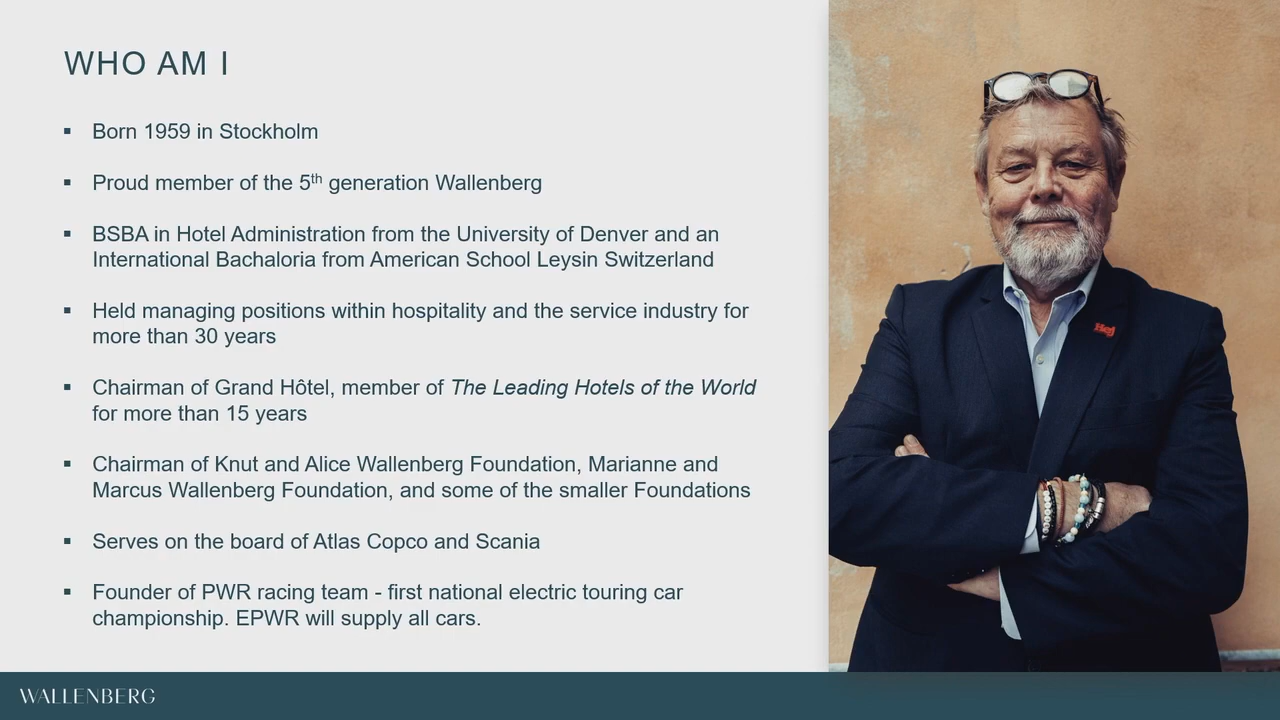 WHO AM I
▪ Born 1959 in Stockholm
▪ Proud member of the 5th generation Wallenberg
▪ BSBA in Hotel Administration from the University of Denver and an
International Bachaloria from American School Leysin Switzerland
▪ Held managing positions within hospitality and the service industry for
more than 30 years
▪ Chairman of Grand Hôtel, member of The Leading Hotels of the World
for more than 15 years
▪ Chairman of Knut and Alice Wallenberg Foundation, Marianne and
Marcus Wallenberg Foundation, and some of the smaller Foundations
▪ Serves on the board of Atlas Copco and Scania
▪ Founder of PWR racing team - first national electric touring car
championship. EPWR will supply all cars.
Hej
WALLENBERG